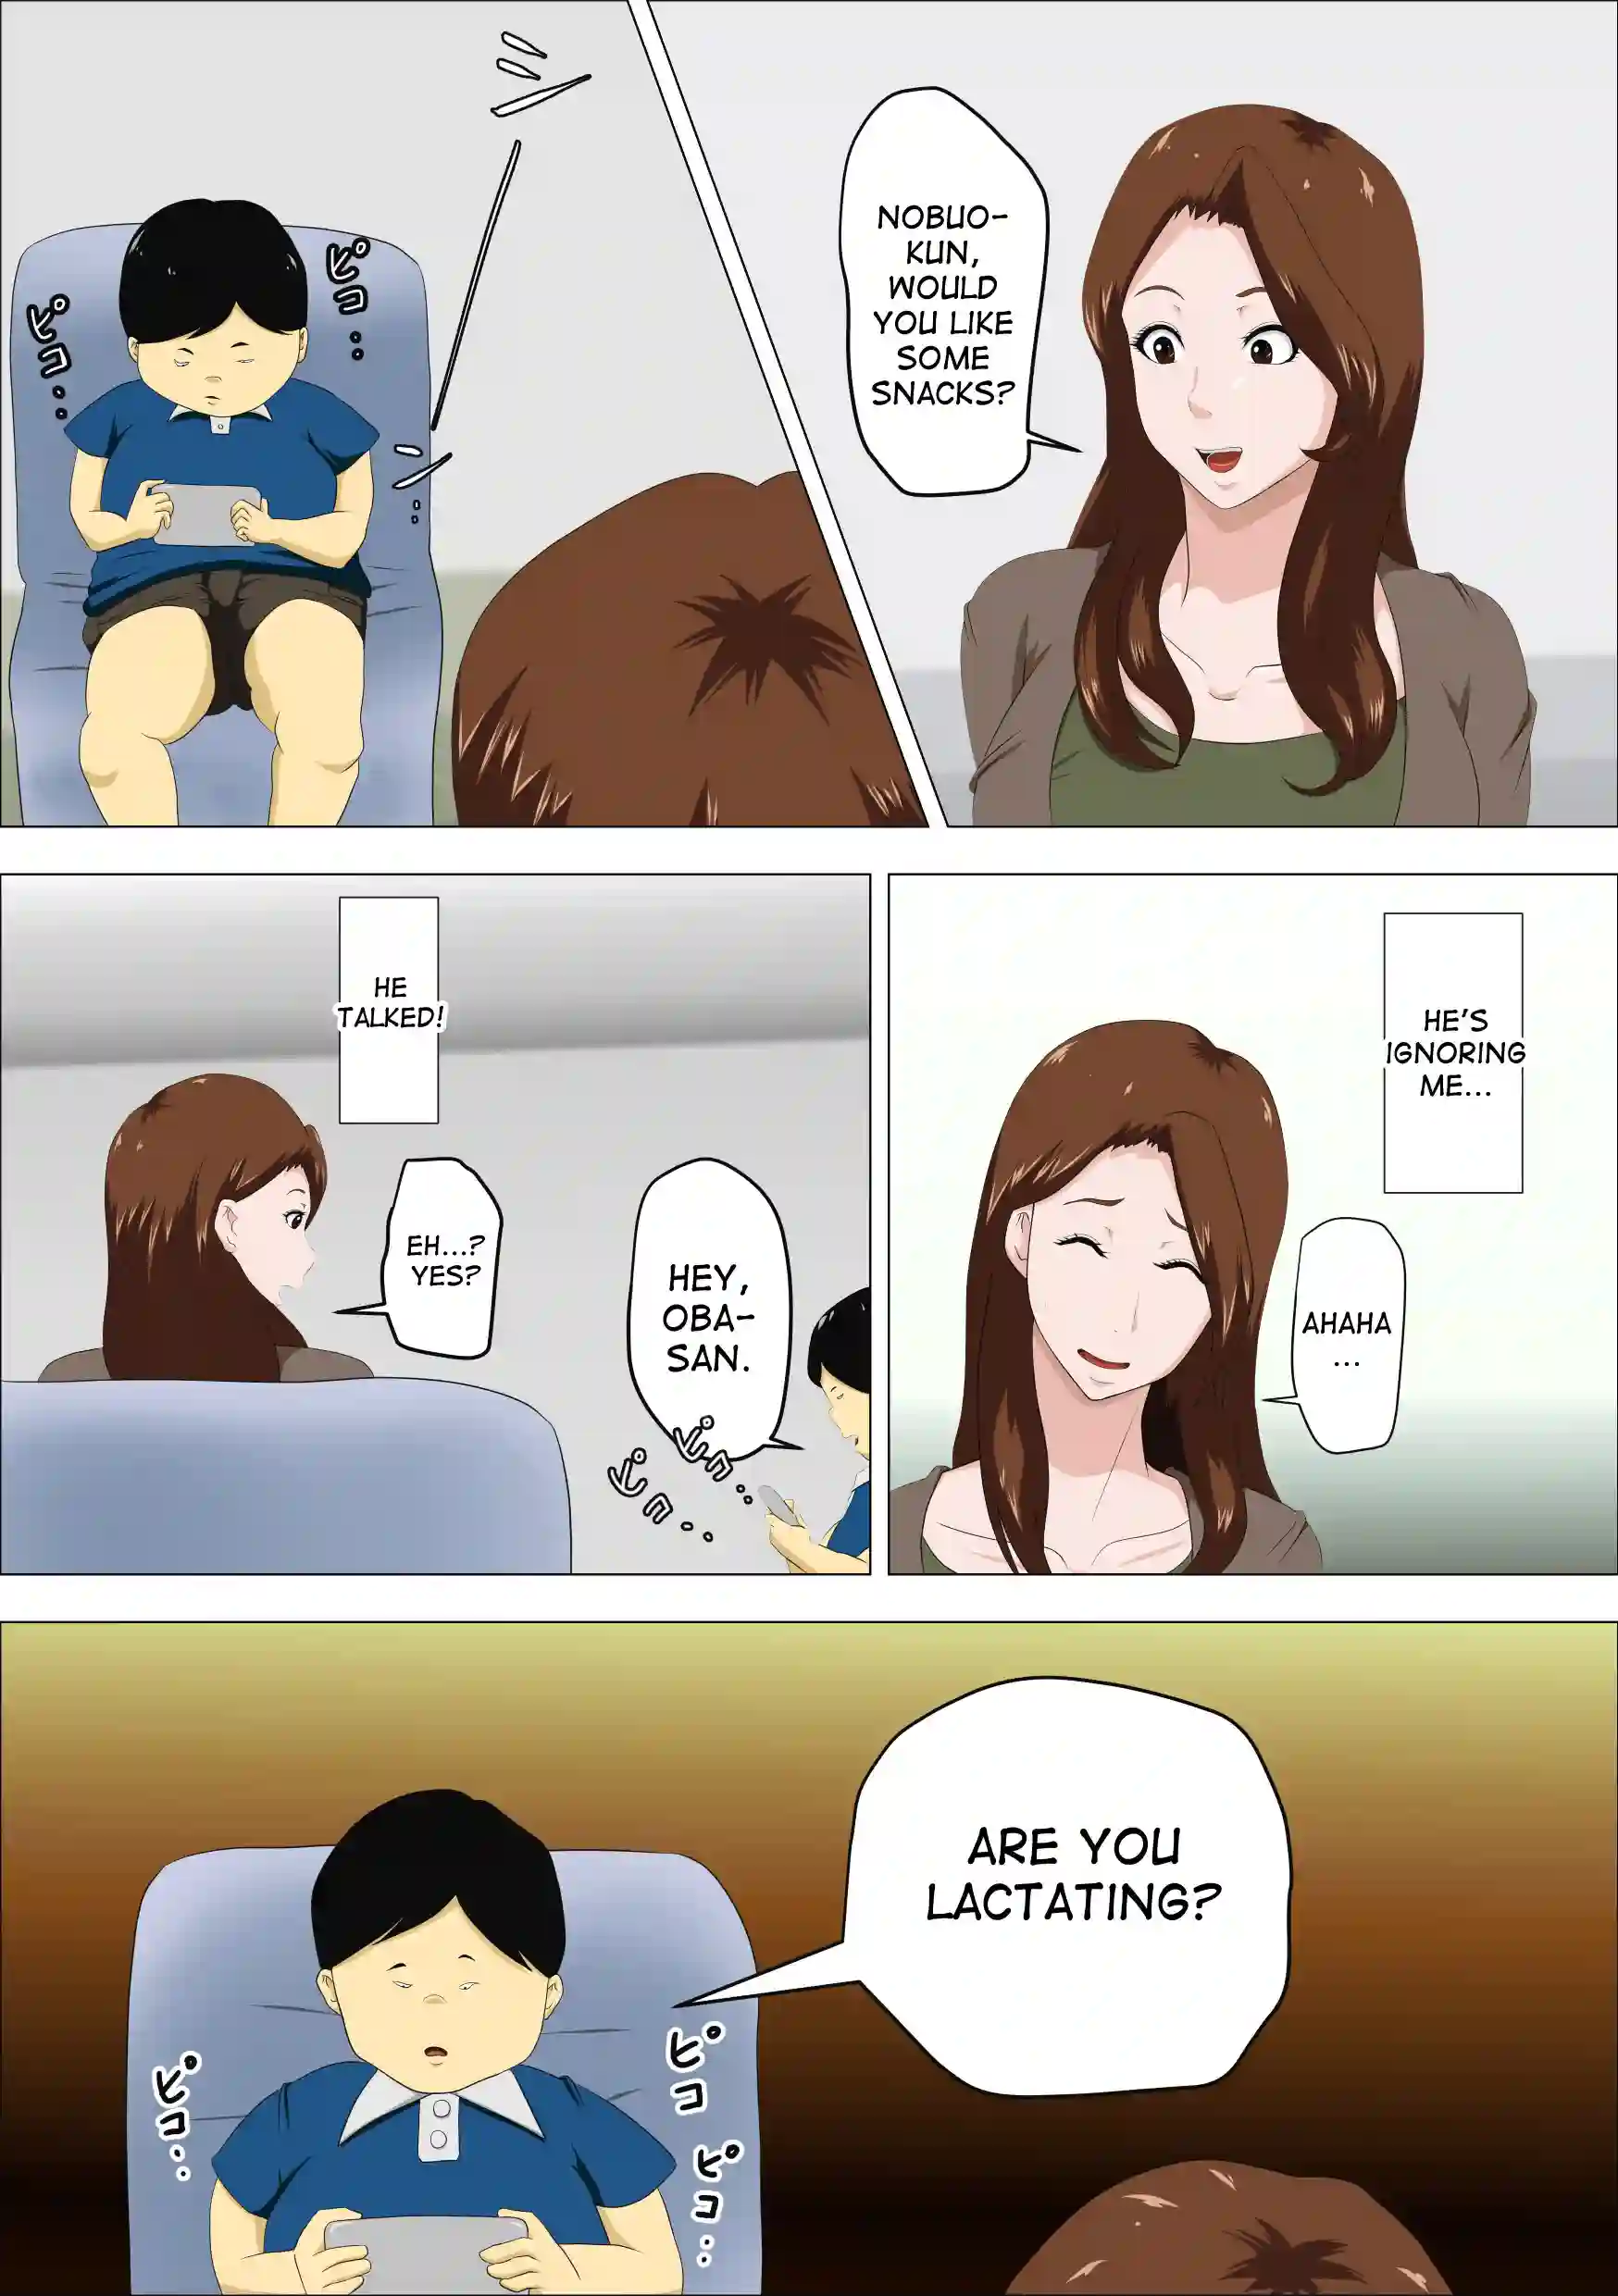 NOBUO-
KUN,
WOULD
YOU LIKE
SOME
SNACKS?
ピコ‥
ピコ‥
HE'S
IGNORING
ME...
AHAHA
...
HE
TALKED!
HEY,
OBA-
SAN.
EH...?
YES?
ピコ‥
ピコ‥
ARE YOU
LACTATING?
ピコ
ピコ‥
ピコ‥